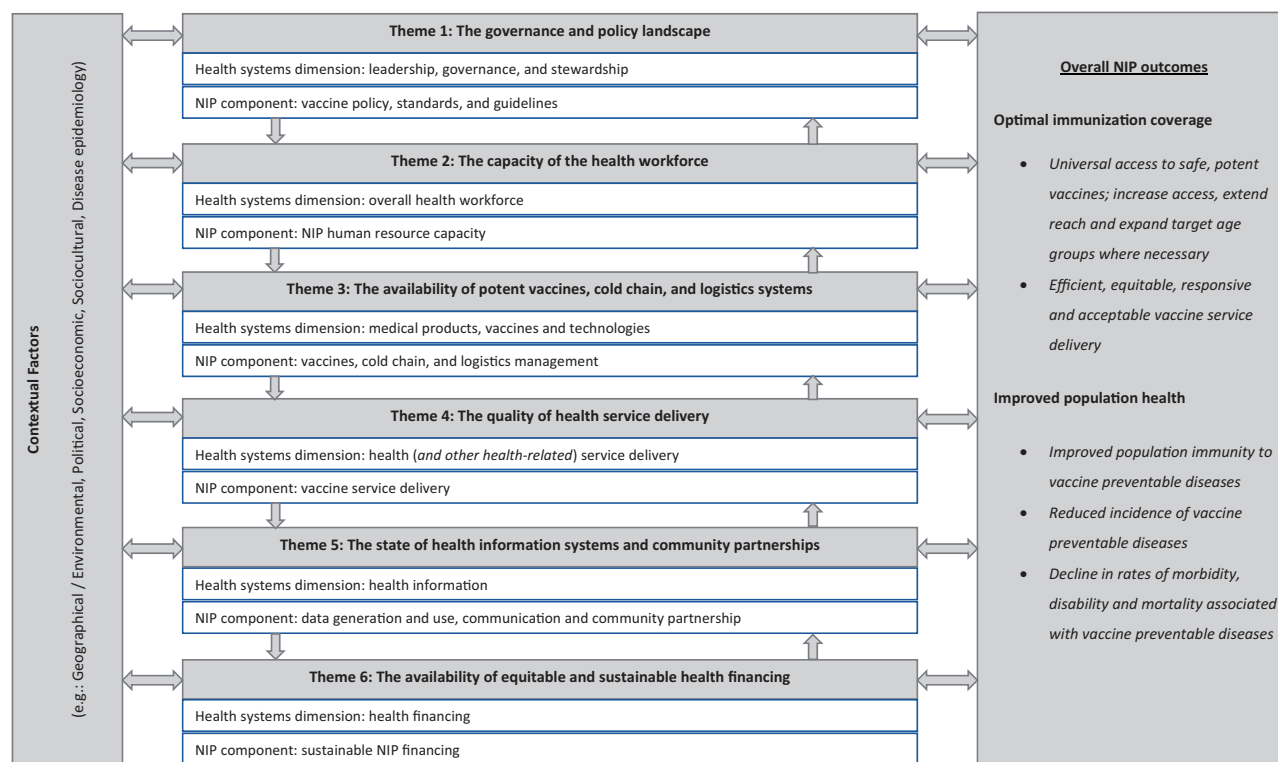 Contextual Factors
(e.g.: Geographical / Environmental, Political, Socioeconomic, Sociocultural, Disease epidemiology)
Theme 1: The governance and policy landscape
Health systems dimension: leadership, governance, and stewardship
NIP component: vaccine policy, standards, and guidelines
Theme 2: The capacity of the health workforce
Health systems dimension: overall health workforce
NIP component: NIP human resource capacity
Theme 3: The availability of potent vaccines, cold chain, and logistics systems
Health systems dimension: medical products, vaccines and technologies
NIP component: vaccines, cold chain, and logistics management
Theme 4: The quality of health service delivery
Health systems dimension: health (and other health-related) service delivery
NIP component: vaccine service delivery
Theme 5: The state of health information systems and community partnerships
Health systems dimension: health information
NIP component: data generation and use, communication and community partnership
Theme 6: The availability of equitable and sustainable health financing
Health systems dimension: health financing
NIP component: sustainable NIP financing
Overall NIP outcomes
Optimal immunization coverage
• Universal access to safe, potent
vaccines; increase access, extend
reach and expand target age
groups where necessary
• Efficient, equitable, responsive
and acceptable vaccine service
delivery
Improved population health
• Improved population immunity to
vaccine preventable diseases
• Reduced incidence of vaccine
preventable diseases
• Decline in rates of morbidity,
disability and mortality associated
with vaccine preventable diseases